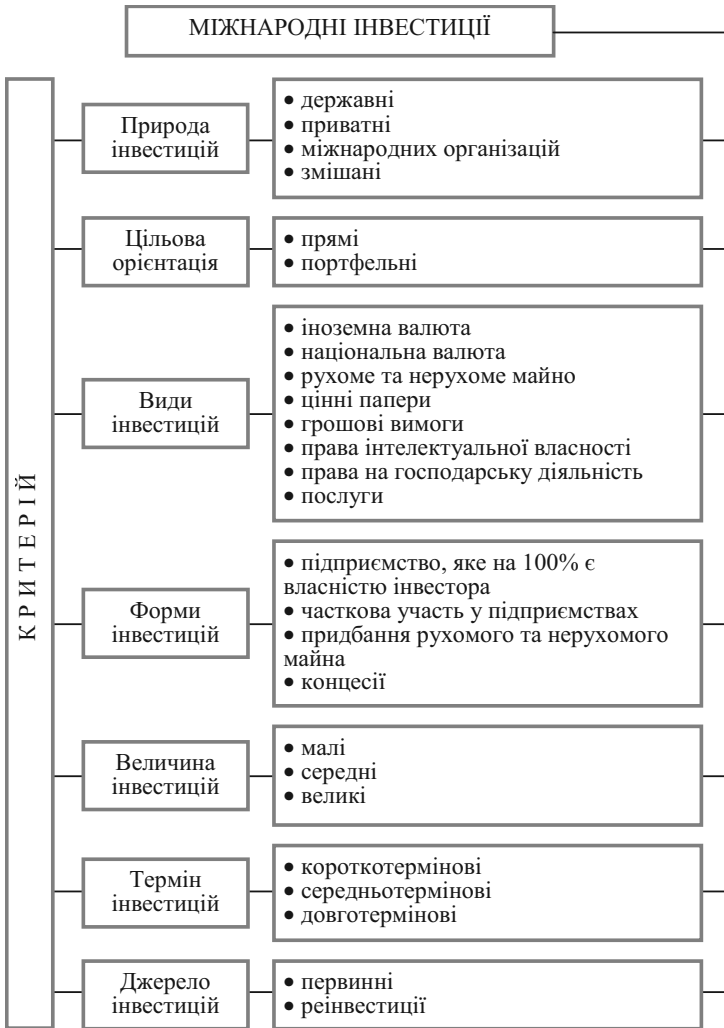 МІЖНАРОДНІ ІНВЕСТИЦІЇ
КРИТЕРІЙ
Природа
інвестицій
• державні
• приватні
• міжнародних організацій
• змішані
Цільова
орієнтація
• прямі
• портфельні
Види
інвестицій
• іноземна валюта
• національна валюта
• рухоме та нерухоме майно
• цінні папери
• грошові вимоги
• права інтелектуальної власності
• права на господарську діяльність
• послуги
Форми
інвестицій
• підприємство, яке на 100% є
власністю інвестора
• часткова участь у підприємствах
• придбання рухомого та нерухомого
майна
• концесії
Величина
інвестицій
• малі
• середні
• великі
Термін
інвестицій
• короткотермінові
• середньотермінові
• довготермінові
Джерело
інвестицій
• первинні
• реінвестиції